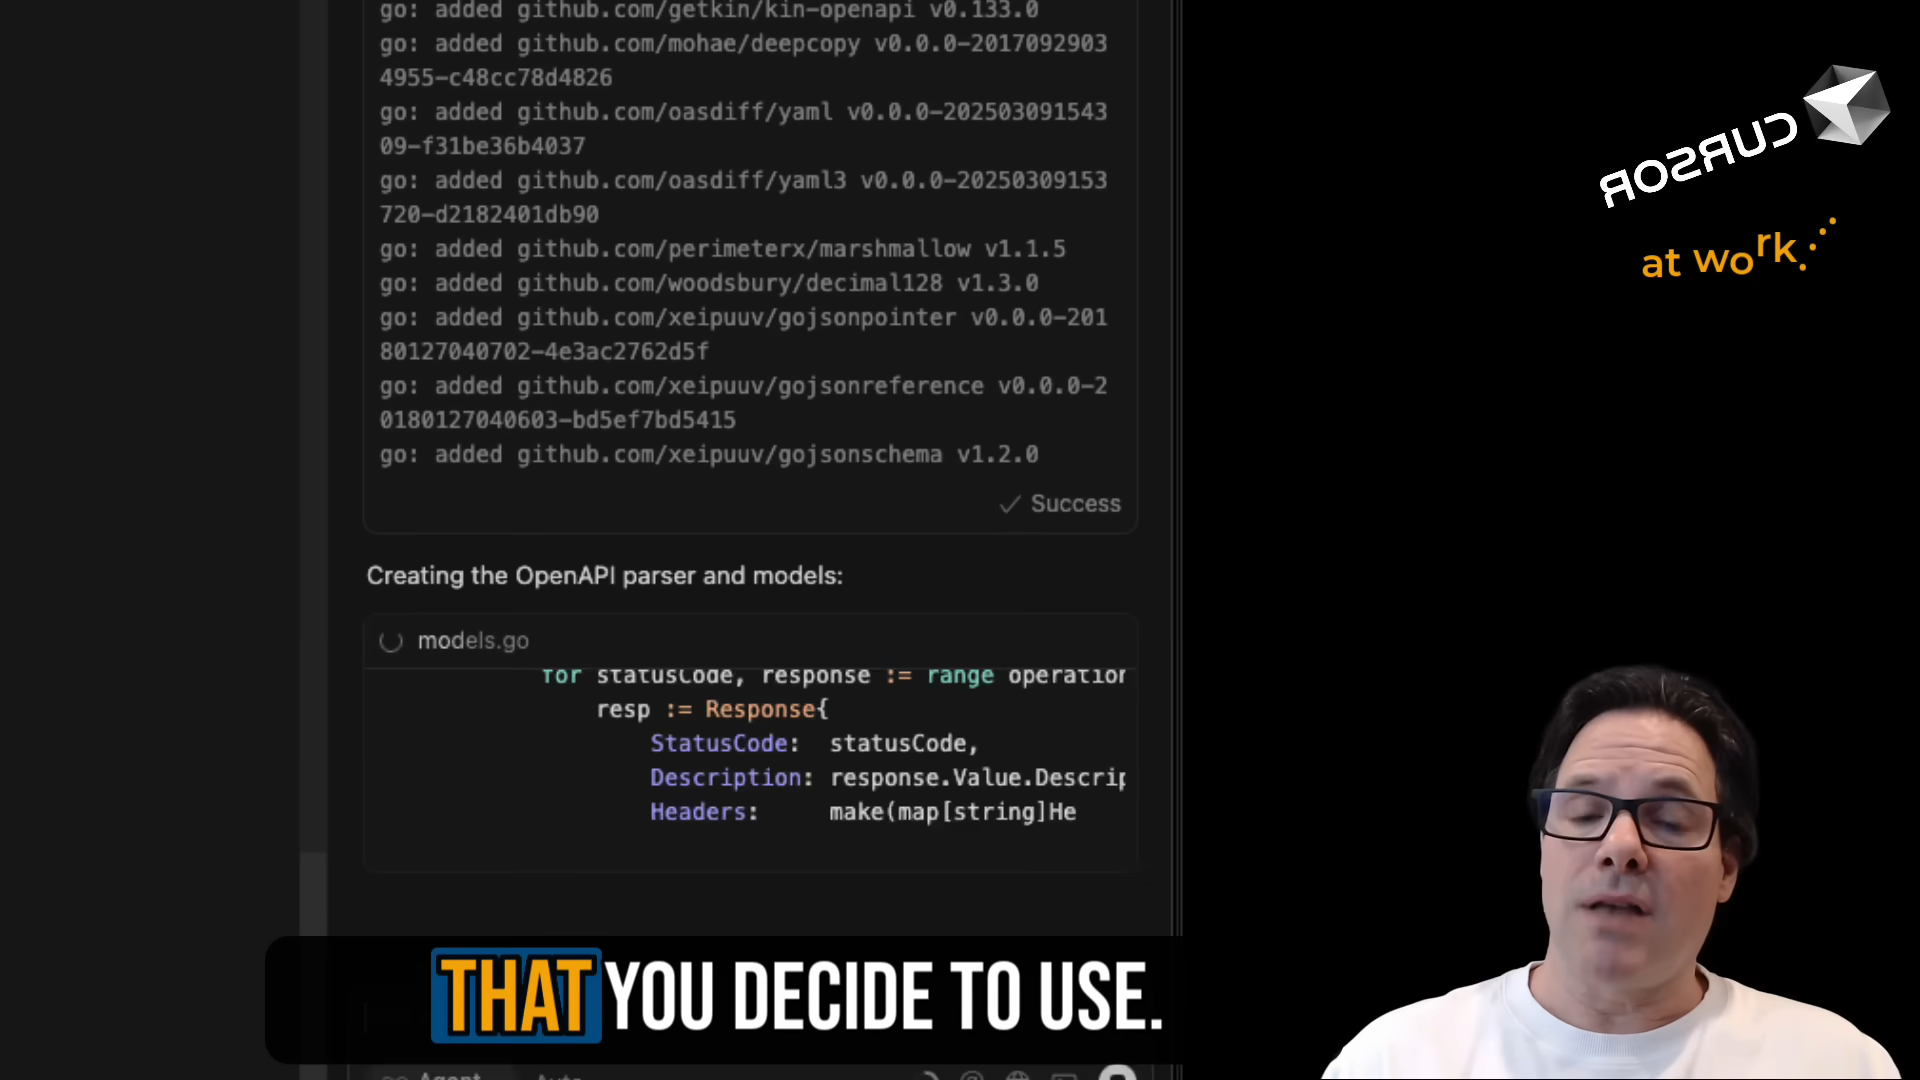 go: added github.com/getkin/kin-openapi v0.133.0
go: added github.com/mohae/deepcopy v0.0.0-2017092903
4955-c48cc78d4826
go: added github.com/oasdiff/yaml v0.0.0-202503091543
09-f31be36b4037
go: added github.com/oasdiff/yaml3 v0.0.0-20250309153
720-d2182401db90
go: added github.com/perimeterx/marshmallow v1.1.5
go: added github.com/woodsbury/decimal128 v1.3.0
go: added github.com/xeipuuv/gojsonpointer v0.0.0-201
80127040702-4e3ac2762d5f
go: added github.com/xeipuuv/gojsonreference v0.0.0-2
0180127040603-bd5ef7bd5415
go: added github.com/xeipuuv/gojsonschema v1.2.0
✓ Success
Creating the OpenAPI parser and models:
models.go
for statusCode, response := range operation
resp := Response{
StatusCode: statusCode,
Description: response.Value.Descrip
Headers: make(map[string]He
THAT YOU DECIDE TO USE.
Agent Auto
CURSOR
at work